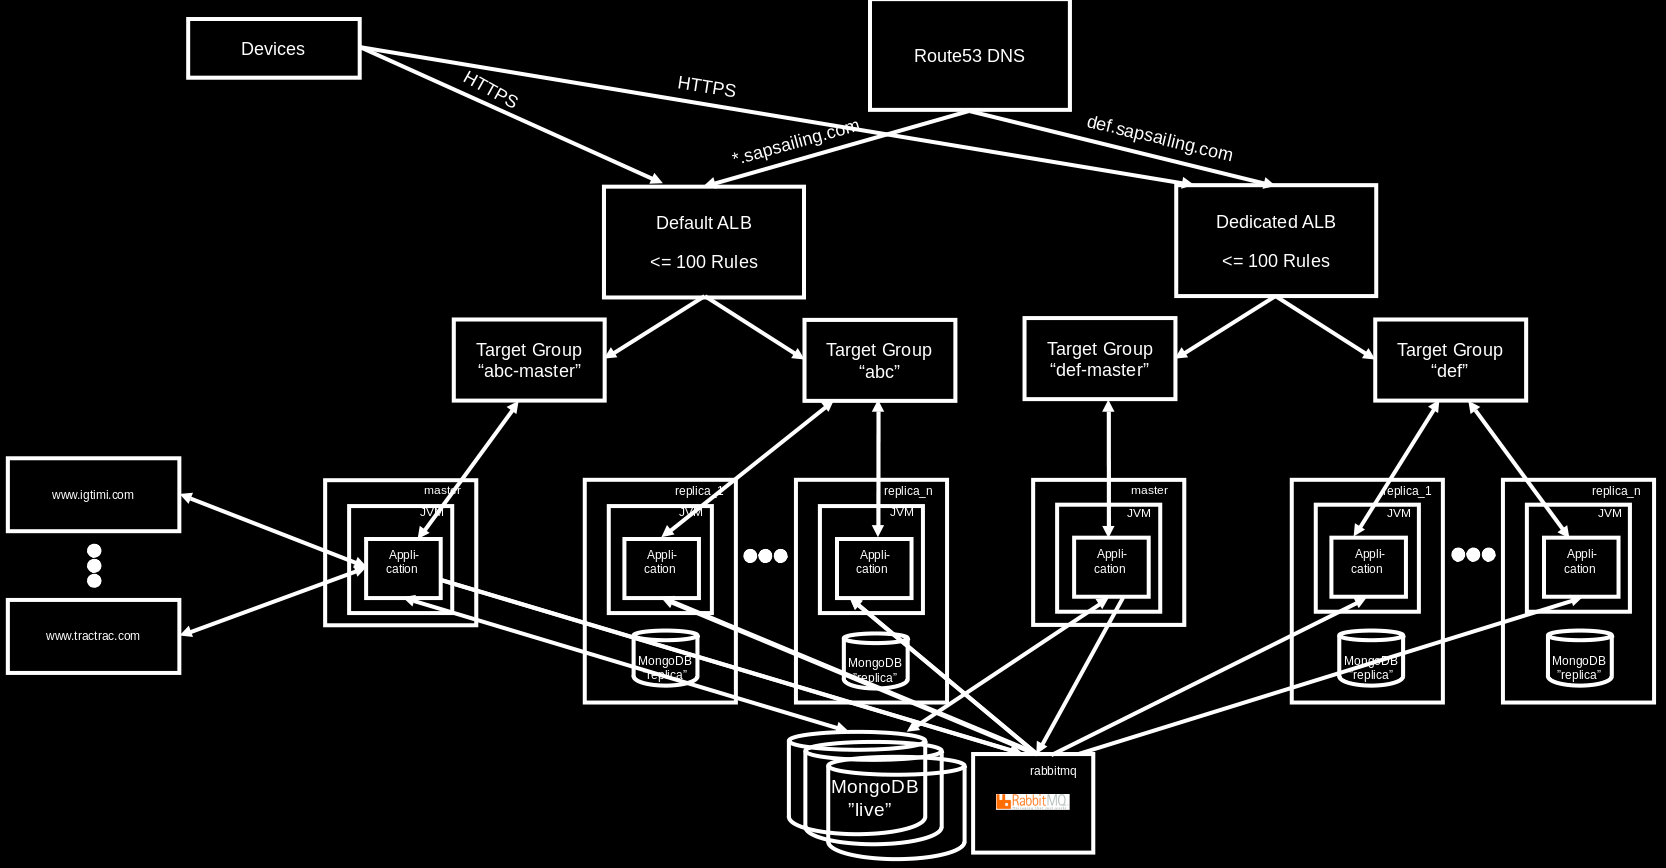 Devices
Route53 DNS
HTTPS
HTTPS
*.sapsailing.com
def.sapsailing.com
Default ALB
<= 100 Rules
Dedicated ALB
<= 100 Rules
Target Group
“abc-master”
Target Group
“abc”
Target Group
“def-master”
Target Group
“def”
www.igtimi.com
www.tractrac.com
master
JVM
Appli-
cation
replica_1
JVM
Appli-
cation
MongoDB
replica”
replica_n
JVM
Appli-
cation
MongoDB
”replica”
master
JVM
Appli-
cation
replica_1
JVM
Appli-
cation
MongoDB
replica”
replica_n
JVM
Appli-
cation
MongoDB
”replica”
MongoDB
”live”
rabbitmq
RabbitMQ